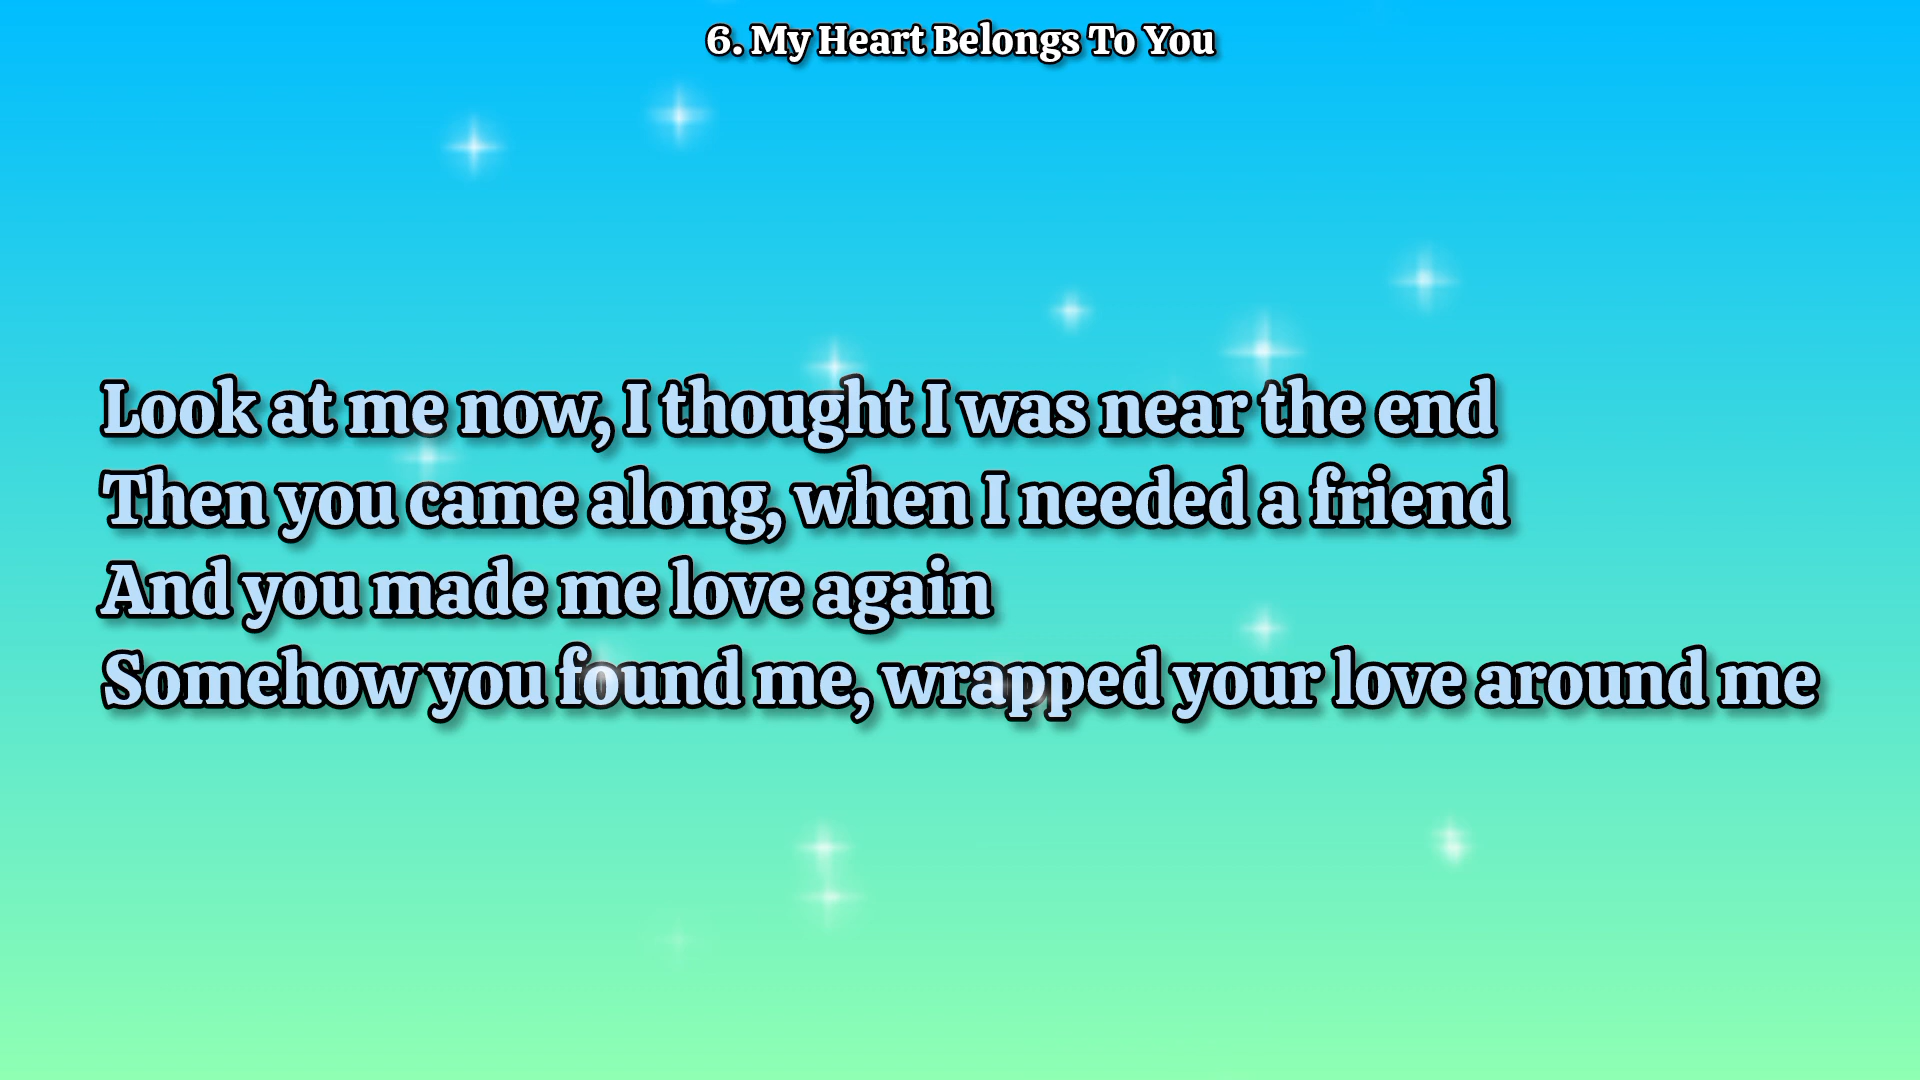 6. My Heart Belongs To You
Look at me now, I thought I was near the end
Then you came along, when I needed a friend
And you made me love again
Somehow you found me, wrapped your love around me